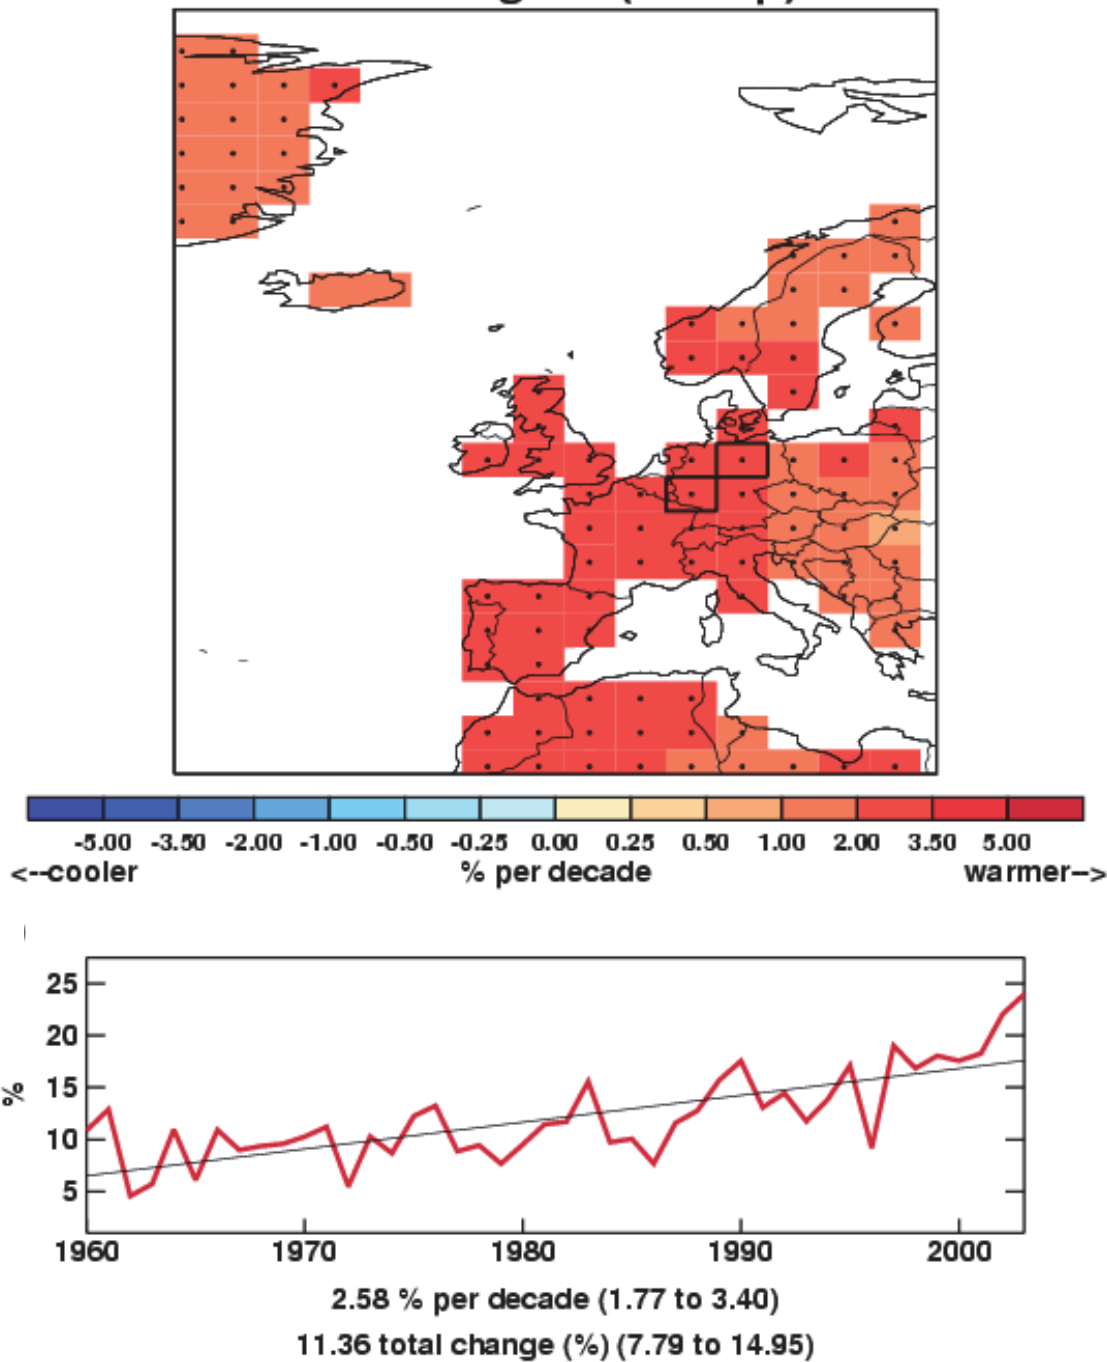 -5.00 -3.50 -2.00 -1.00 -0.50 -0.25 0.00 0.25 0.50 1.00 2.00 3.50 5.00
<--cooler % per decade warmer-->
25
20
15
%
10
5
1960 1970 1980 1990 2000
2.58 % per decade (1.77 to 3.40)
11.36 total change (%) (7.79 to 14.95)